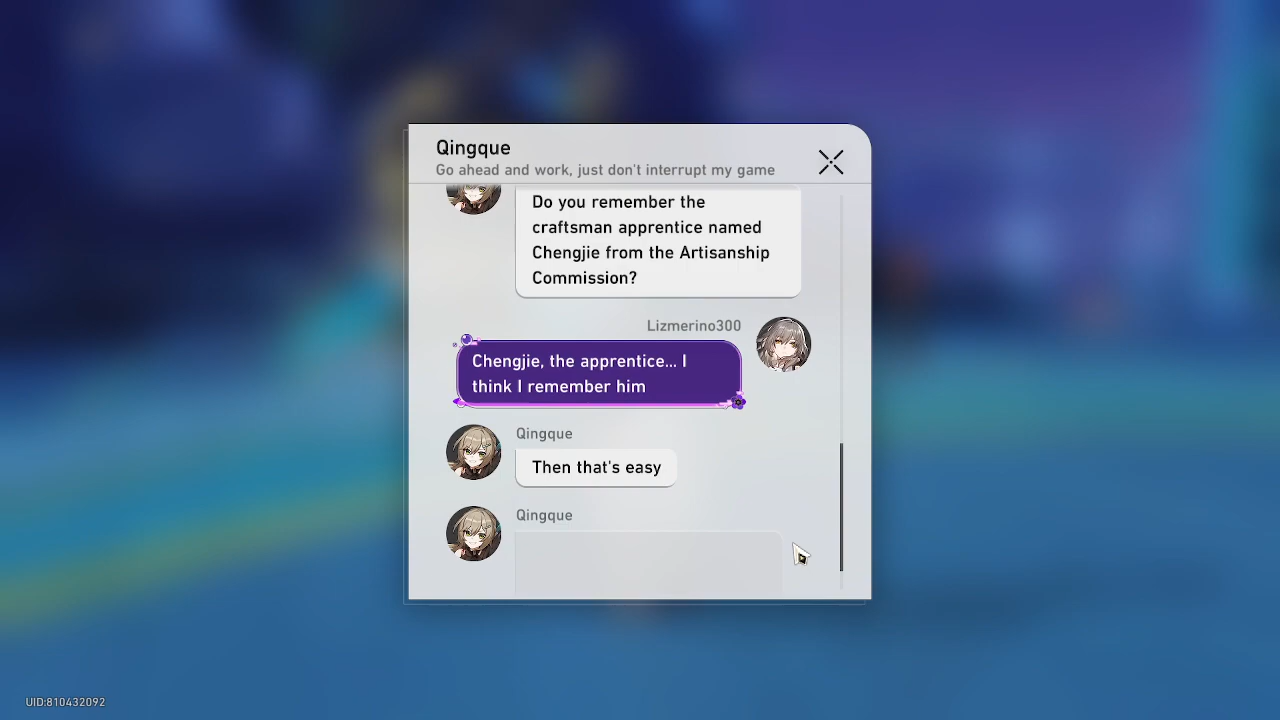 Qingque
Go ahead and work, just don't interrupt my game
Do you remember the
craftsman apprentice named
Chengjie from the Artisanship
Commission?
Lizmerino300
Chengjie, the apprentice... I
think I remember him
Qingque
Then that's easy
Qingque
UID:810432092